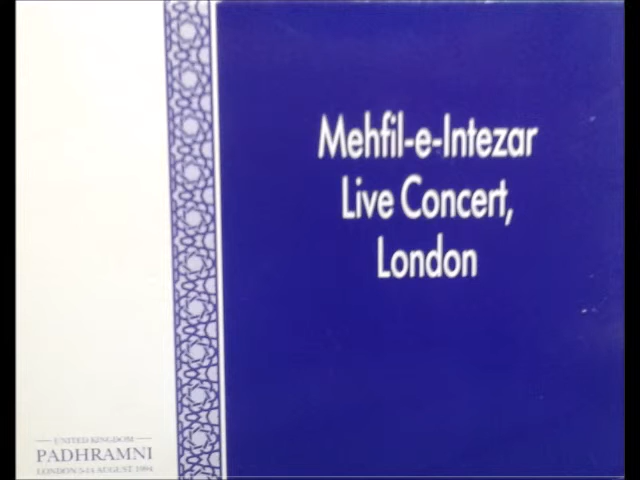 Mehfil-e-Intezar
Live Concert,
London
UNITED KINGDOM
PADHRAMNI
LONDON 5-14 AUGUST 1994